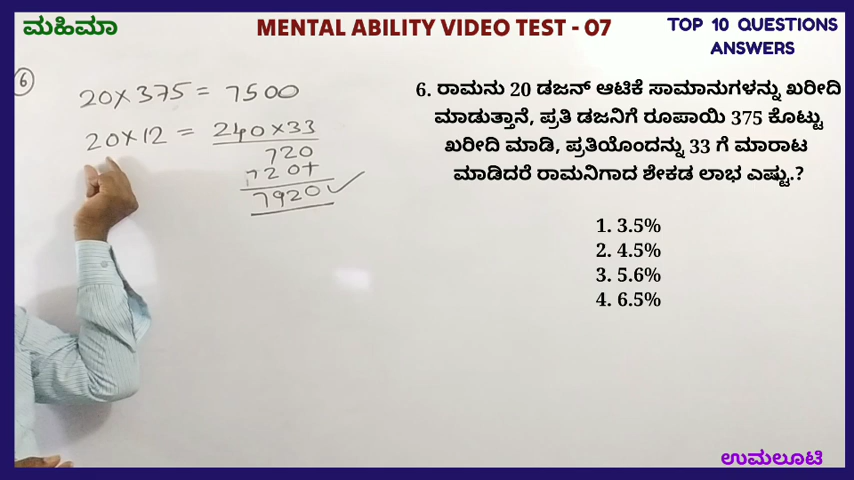 ಮಹಿಮಾ
MENTAL ABILITY VIDEO TEST - 07
TOP 10 QUESTIONS
ANSWERS
6
20×375 = 7500
20×12 = 240×33
720
720+
7920 ✓
6. ರಾಮನು 20 ಡಜನ್ ಆಟಿಕೆ ಸಾಮಾನುಗಳನ್ನು ಖರೀದಿ
ಮಾಡುತ್ತಾನೆ, ಪ್ರತಿ ಡಜನಿಗೆ ರೂಪಾಯಿ 375 ಕೊಟ್ಟು
ಖರೀದಿ ಮಾಡಿ, ಪ್ರತಿಯೊಂದನ್ನು 33 ಗೆ ಮಾರಾಟ
ಮಾಡಿದರೆ ರಾಮನಿಗಾದ ಶೇಕಡ ಲಾಭ ಎಷ್ಟು.?
1. 3.5%
2. 4.5%
3. 5.6%
4. 6.5%
ಉಮಲೂಟಿ